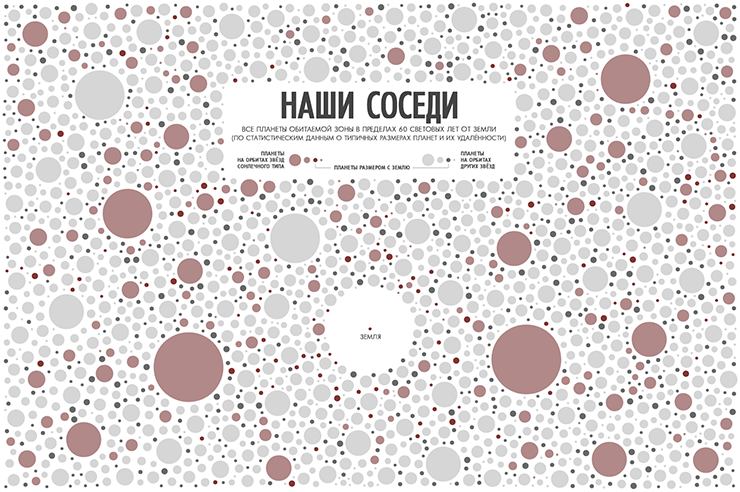 НАШИ СОСЕДИ
ВСЕ ПЛАНЕТЫ ОБИТАЕМОЙ ЗОНЫ В ПРЕДЕЛАХ 60 СВЕТОВЫХ ЛЕТ ОТ ЗЕМЛИ
(ПО СТАТИСТИЧЕСКИМ ДАННЫМ О ТИПИЧНЫХ РАЗМЕРАХ ПЛАНЕТ И ИХ УДАЛЁННОСТИ)
ПЛАНЕТЫ
НА ОРБИТАХ ЗВЁЗД
СОЛНЕЧНОГО ТИПА
ПЛАНЕТЫ РАЗМЕРОМ С ЗЕМЛЮ
ПЛАНЕТЫ
НА ОРБИТАХ
ДРУГИХ ЗВЁЗД
ЗЕМЛЯ